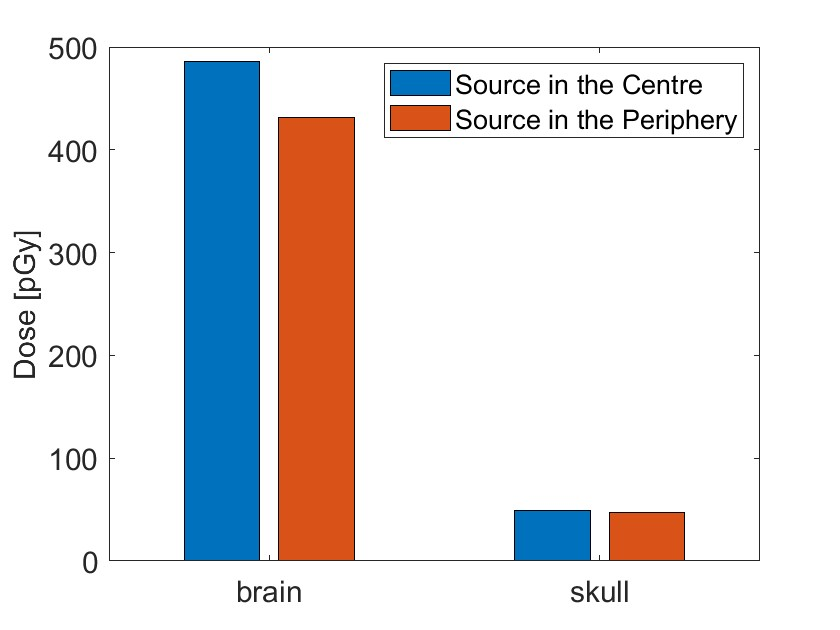 500
Source in the Centre
Source in the Periphery
400
300
Dose [pGy]
200
100
0
brain
skull